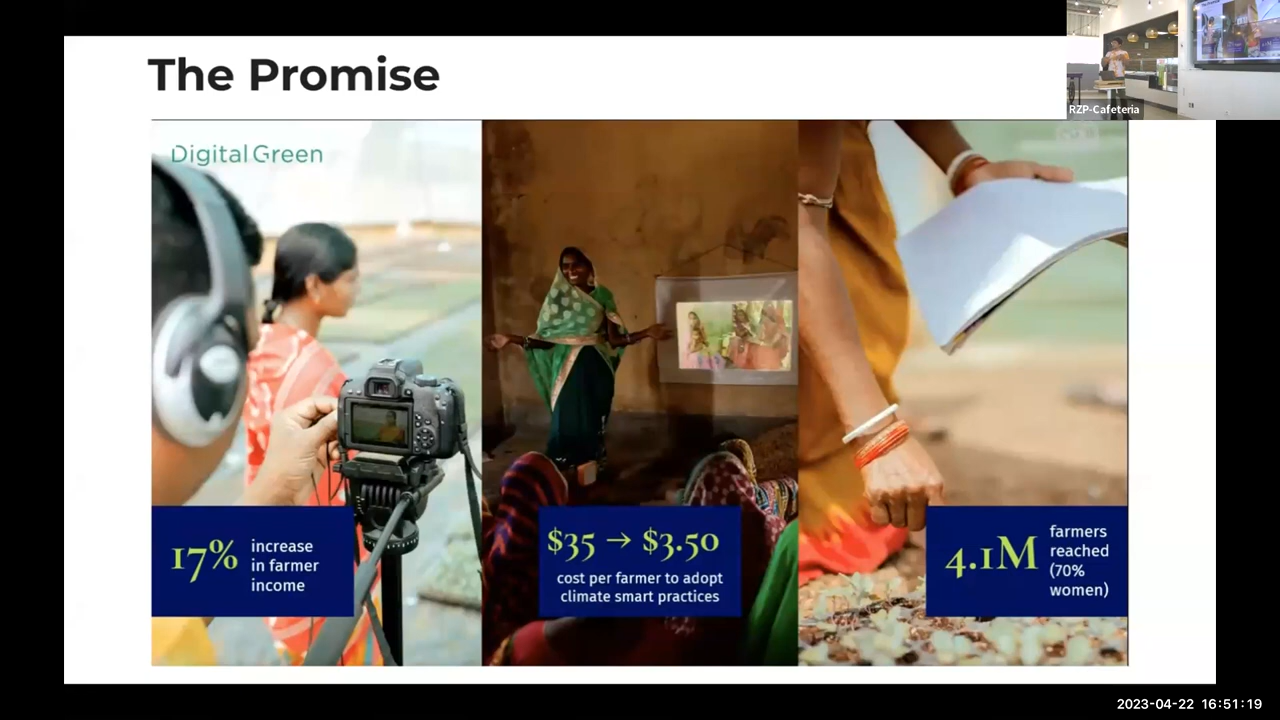 The Promise
RZP-Cafeteria
Digital Green
17%
increase
in farmer
income
$35 → $3.50
cost per farmer to adopt
climate smart practices
4.1M
farmers
reached
(70%
women)
2023-04-22 16:51:19